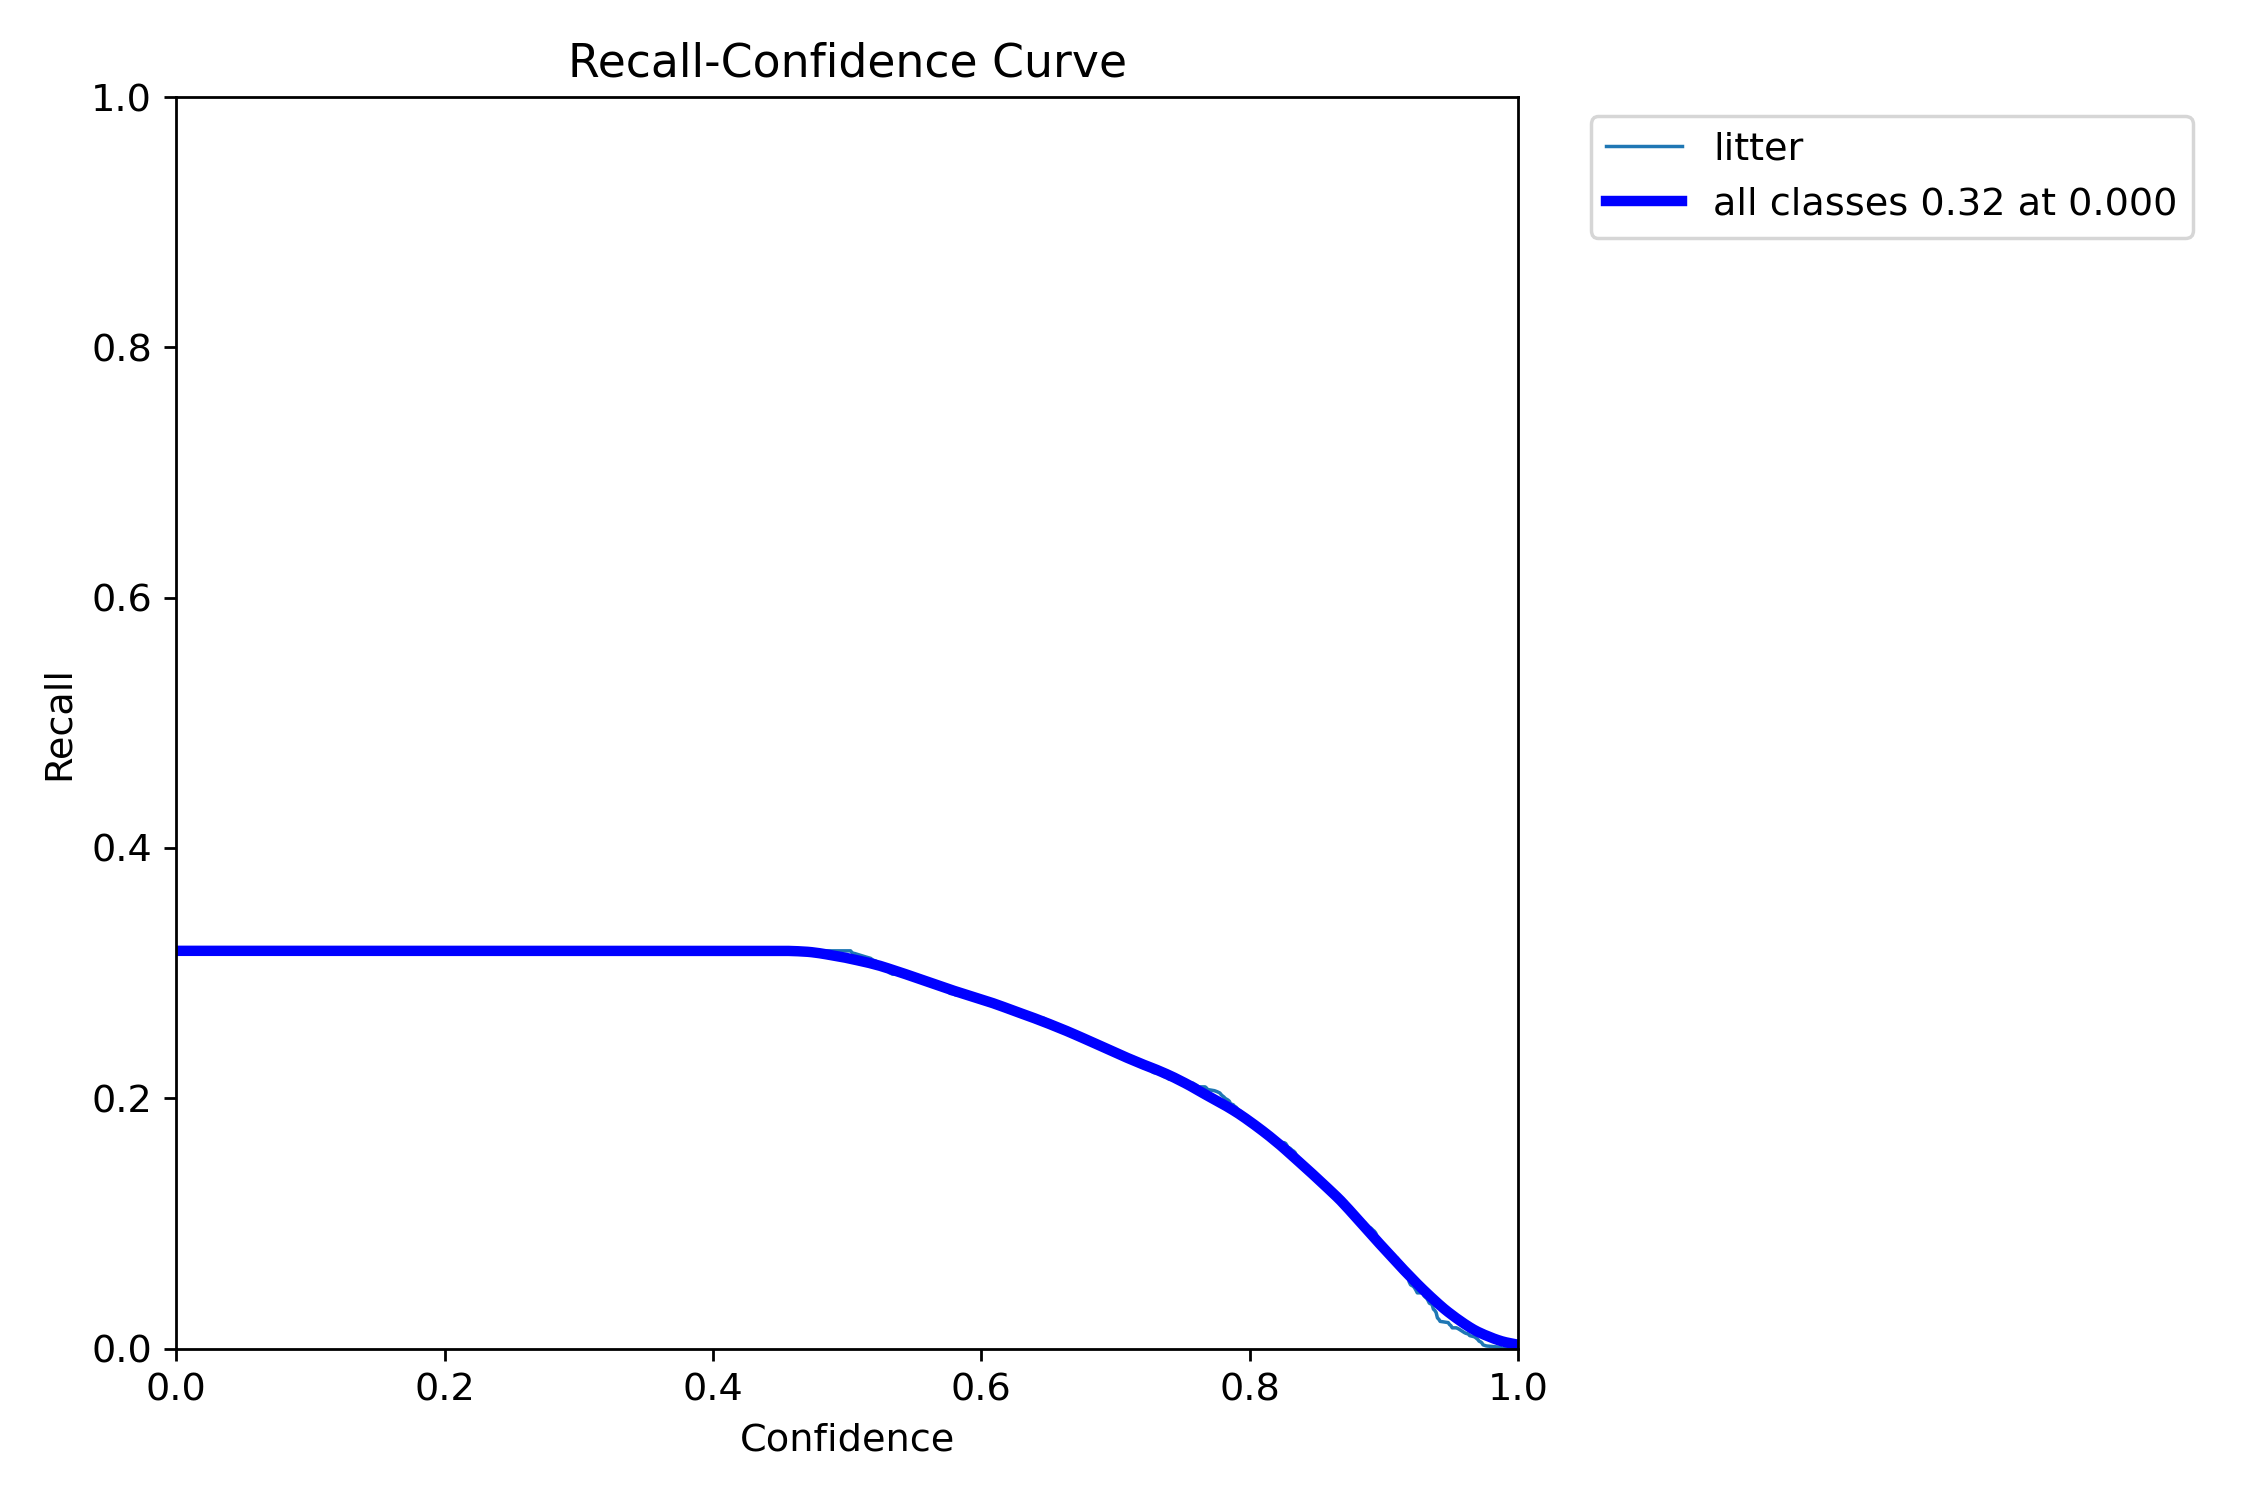 Recall-Confidence Curve
1.0
0.8
0.6
0.4
0.2
0.0
Recall
0.0 0.2 0.4 0.6 0.8 1.0
Confidence
litter
all classes 0.32 at 0.000